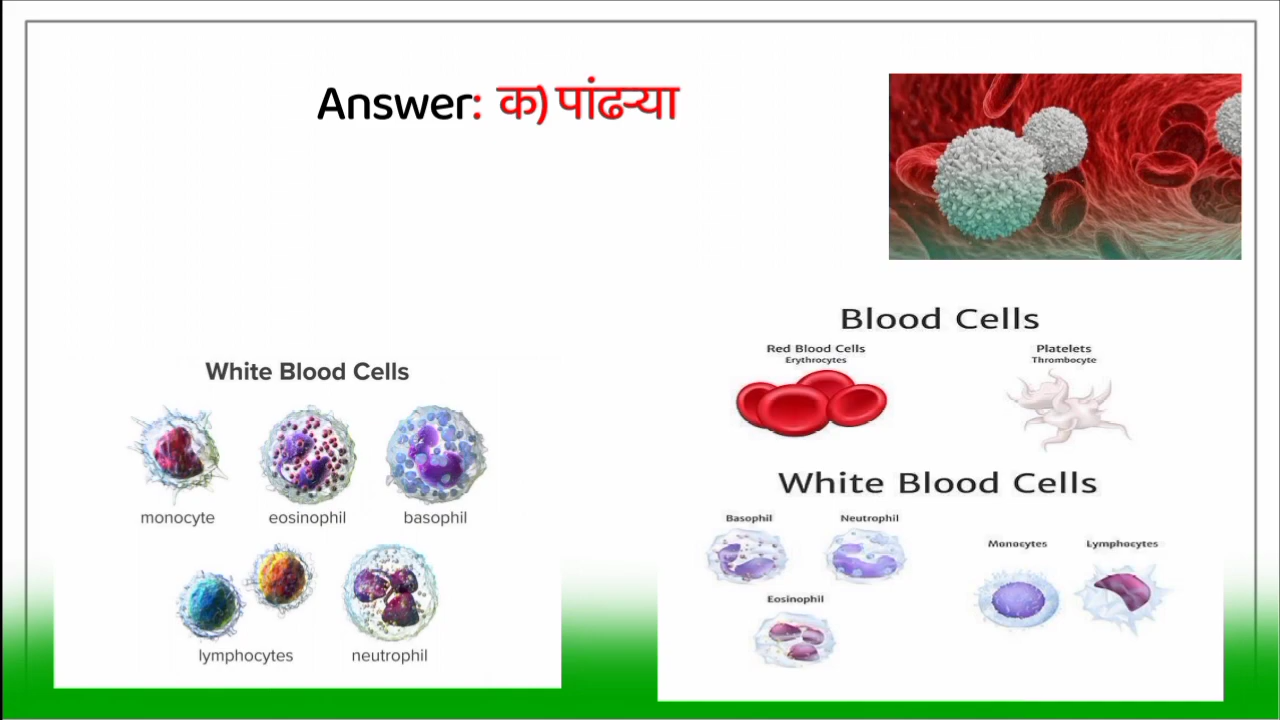 Answer: क) पांढऱ्या
White Blood Cells
monocyte eosinophil basophil
lymphocytes neutrophil
Blood Cells
Red Blood Cells Platelets
Erythrocytes Thrombocyte
White Blood Cells
Basophil Neutrophil
Monocytes Lymphocytes
Eosinophil